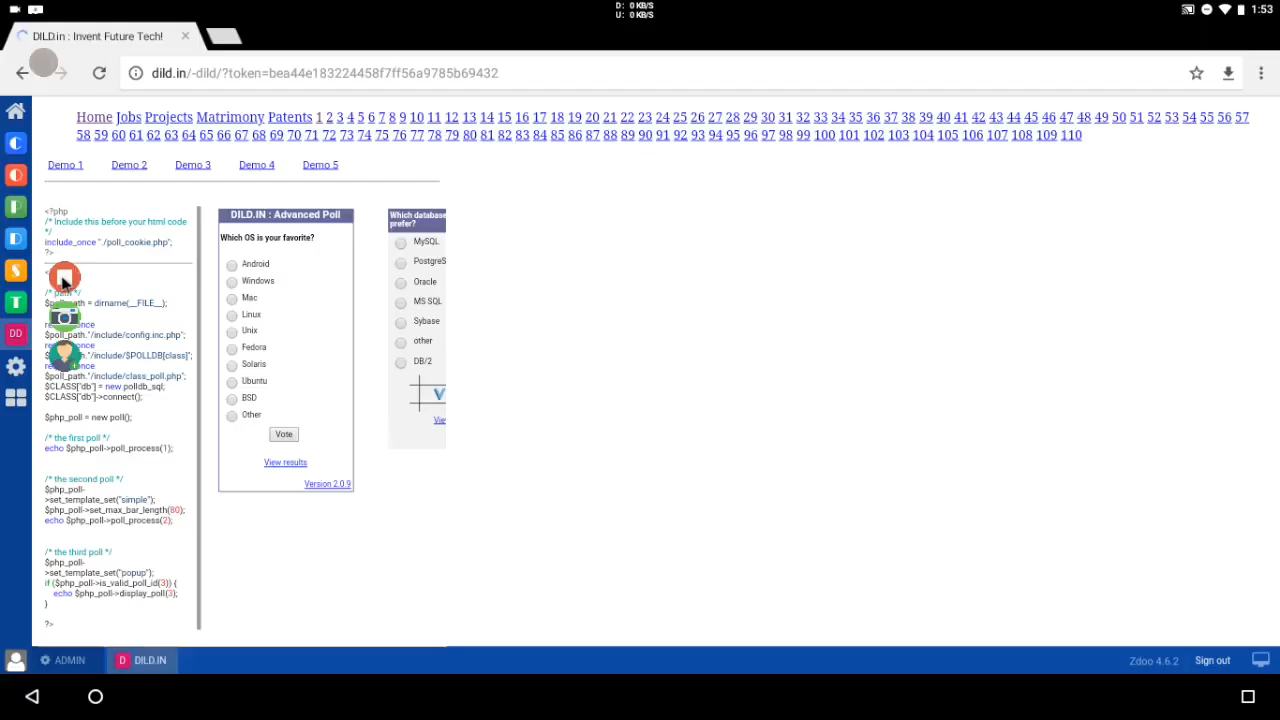 D: 0 KB/S
U: 0 KB/S
1:53
DILD.in : Invent Future Tech!
dild.in/-dild/?token=bea44e183224458f7ff56a9785b69432
Home Jobs Projects Matrimony Patents 1 2 3 4 5 6 7 8 9 10 11 12 13 14 15 16 17 18 19 20 21 22 23 24 25 26 27 28 29 30 31 32 33 34 35 36 37 38 39 40 41 42 43 44 45 46 47 48 49 50 51 52 53 54 55 56 57
58 59 60 61 62 63 64 65 66 67 68 69 70 71 72 73 74 75 76 77 78 79 80 81 82 83 84 85 86 87 88 89 90 91 92 93 94 95 96 97 98 99 100 101 102 103 104 105 106 107 108 109 110
Demo 1 Demo 2 Demo 3 Demo 4 Demo 5
<?php
/* Include this before your html code
*/
include_once "./poll_cookie.php";
?>
= dirname(__FILE__);
$poll_path."/include/config.inc.php";
$poll_path."/include/class_poll.php";
$CLASS["db"] = new polldb_sql;
$CLASS["db"]->connect();
$php_poll = new poll();
/* the first poll */
echo $php_poll->poll_process(1);
/* the second poll */
$php_poll-
>set_template_set("simple");
$php_poll->set_max_bar_length(80);
echo $php_poll->poll_process(2);
/* the third poll */
$php_poll-
>set_template_set("popup");
if ($php_poll->is_valid_poll_id(3)) {
echo $php_poll->display_poll(3);
}
?>
DILD.IN : Advanced Poll
Which OS is your favorite?
Android
Windows
Mac
Linux
Unix
Fedora
Solaris
Ubuntu
BSD
Other
Vote
View results
Version 2.0.9
Which database
prefer?
MySQL
PostgreS
Oracle
MS SQL
Sybase
other
DB/2
Vie
S
T
DD
ADMIN
D DILD.IN
Zdoo 4.6.2
Sign out